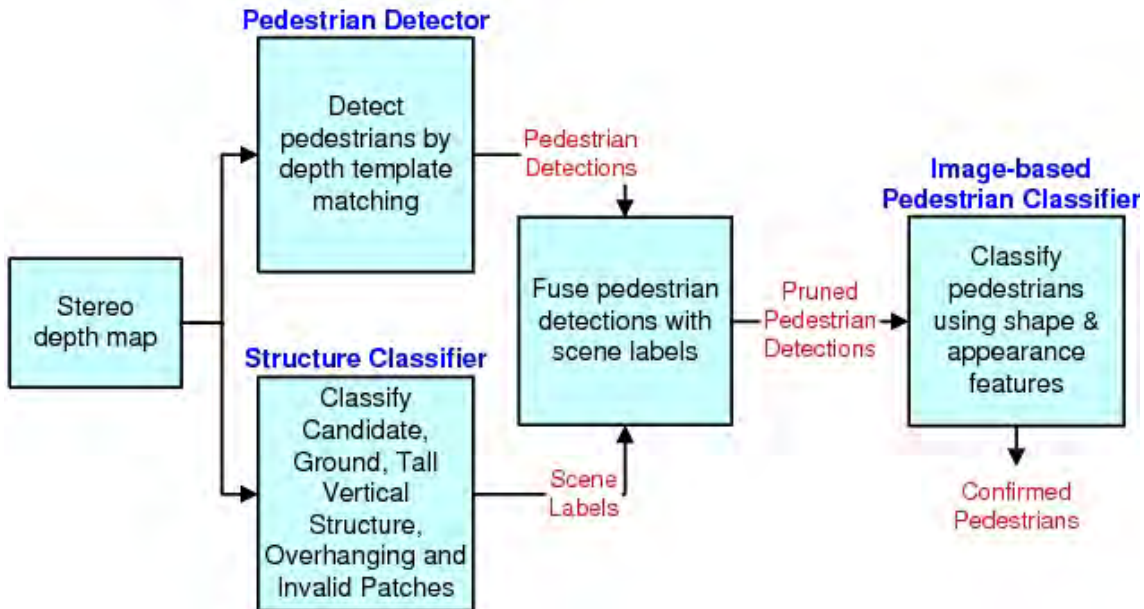 Pedestrian Detector
Detect
pedestrians by
depth template
matching
Pedestrian
Detections
Stereo
depth map
Structure Classifier
Classify
Candidate,
Ground, Tall
Vertical
Structure,
Overhanging and
Invalid Patches
Scene
Labels
Fuse pedestrian
detections with
scene labels
Pruned
Pedestrian
Detections
Image-based
Pedestrian Classifier
Classify
pedestrians
using shape &
appearance
features
Confirmed
Pedestrians